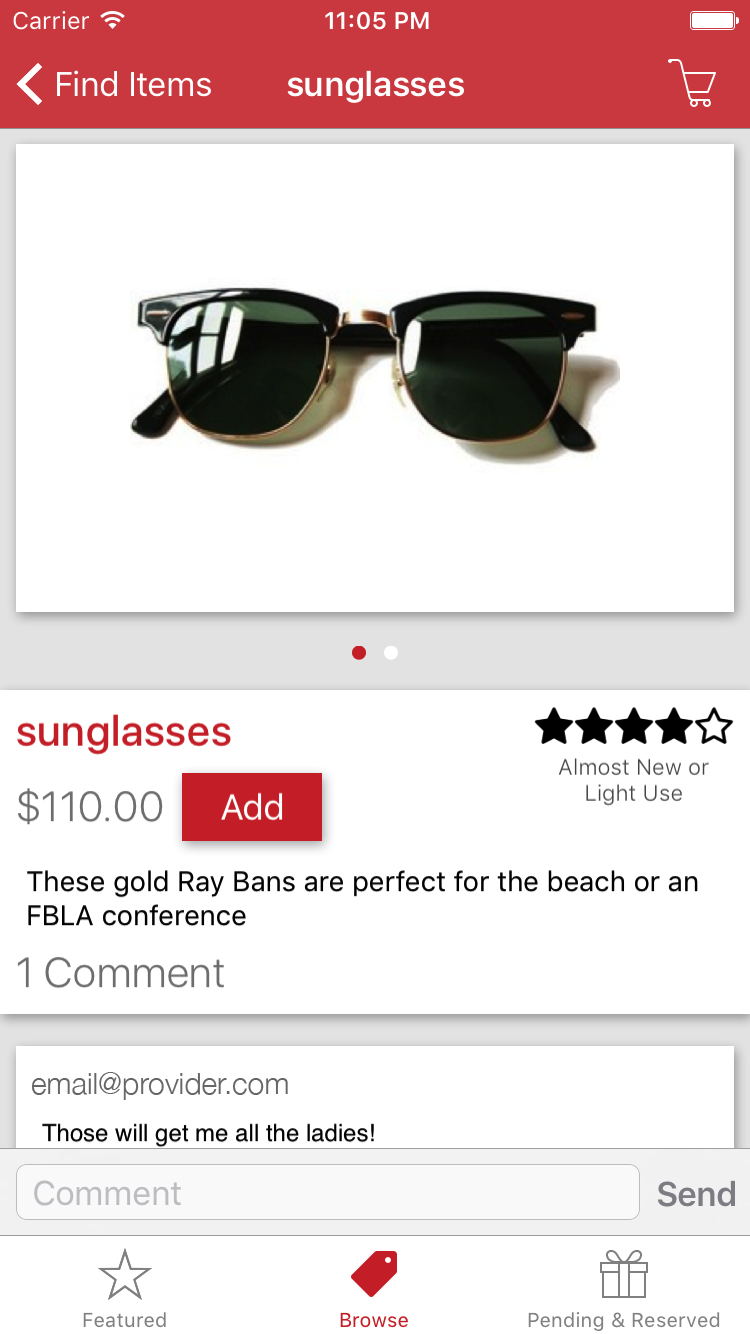 Carrier 11:05 PM
Find Items sunglasses
sunglasses
Almost New or
Light Use
$110.00 Add
These gold Ray Bans are perfect for the beach or an
FBLA conference
1 Comment
email@provider.com
Those will get me all the ladies!
Comment Send
Featured Browse Pending & Reserved